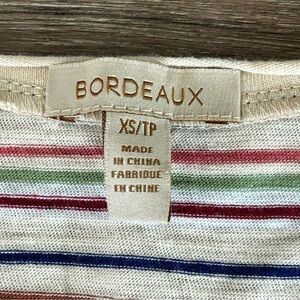 BORDEAUX
XS/TP
MADE
IN CHINA
FABRIQUE
EN CHINE